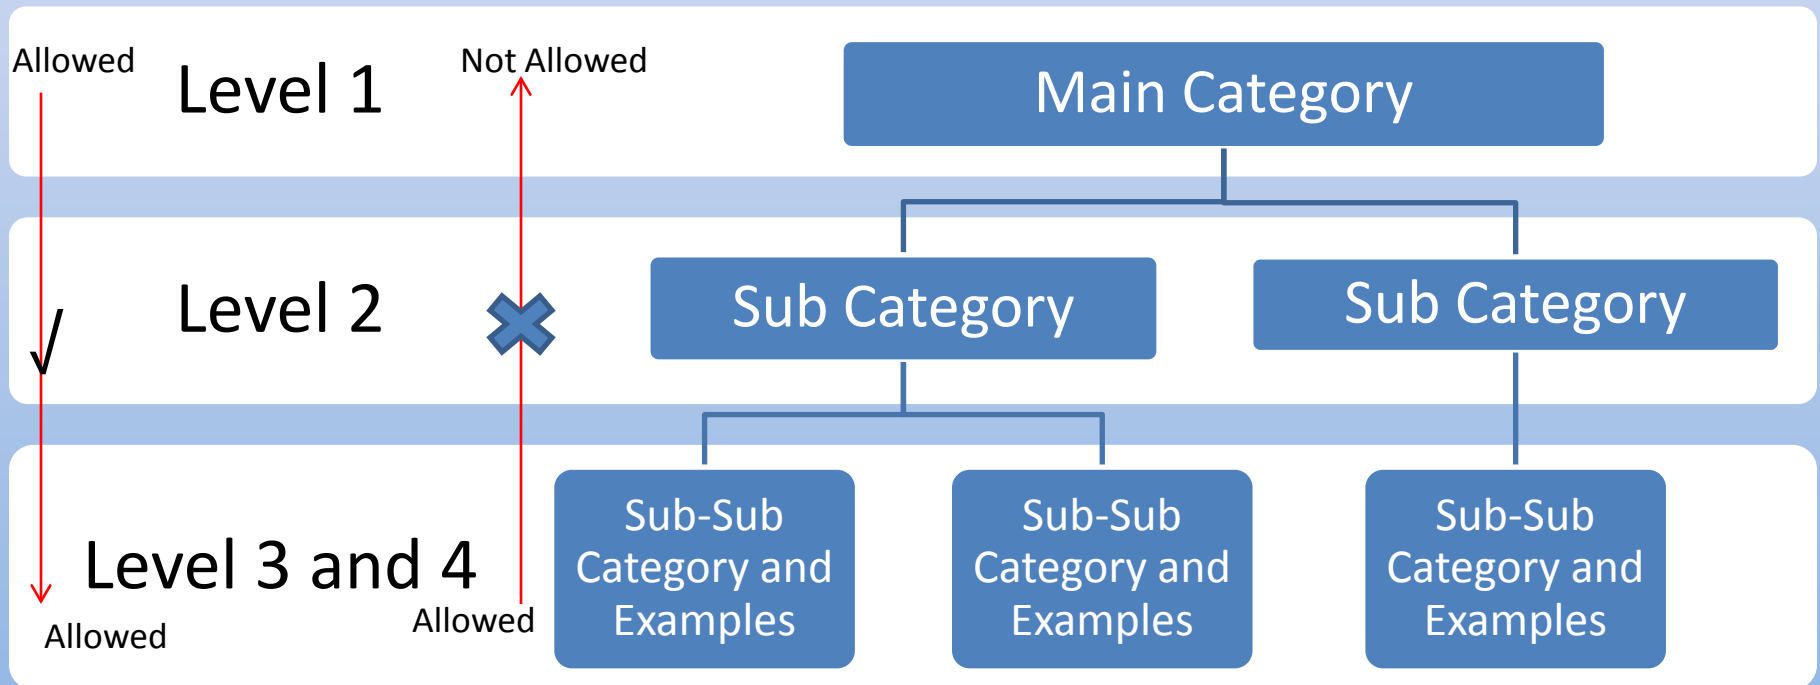 Allowed
Level 1
Not Allowed
Main Category
Level 2
√
Sub Category
Sub Category
Level 3 and 4
Allowed
Allowed
Sub-Sub
Category and
Examples
Sub-Sub
Category and
Examples
Sub-Sub
Category and
Examples